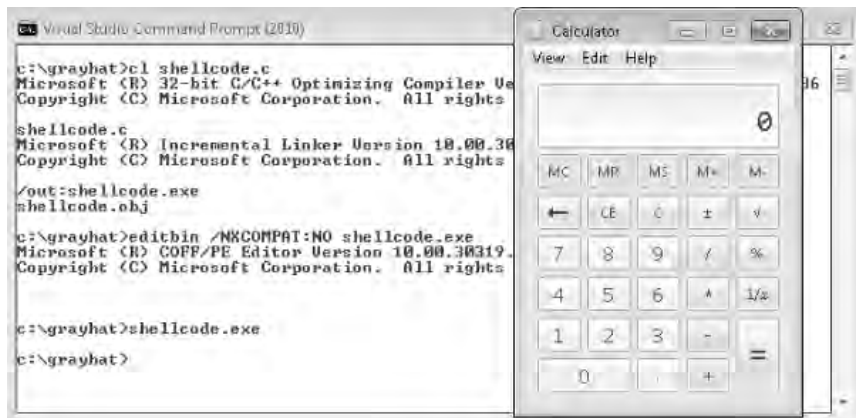 Visual Studio Command Prompt (2010)
c:\grayhat>cl shellcode.c
Microsoft (R) 32-bit C/C++ Optimizing Compiler Ve
86
Copyright (C) Microsoft Corporation. All rights
shellcode.c
Microsoft (R) Incremental Linker Version 10.00.30
Copyright (C) Microsoft Corporation. All rights
/out:shellcode.exe
shellcode.obj
c:\grayhat>editbin /NXCOMPAT:NO shellcode.exe
Microsoft (R) COFF/PE Editor Version 10.00.30319.
Copyright (C) Microsoft Corporation. All rights
c:\grayhat>shellcode.exe
c:\grayhat>
Calculator
View Edit Help
0
MC MR MS M+ M-
← CE C ± √
7 8 9 / %
4 5 6 * 1/x
1 2 3 - =
0 . +